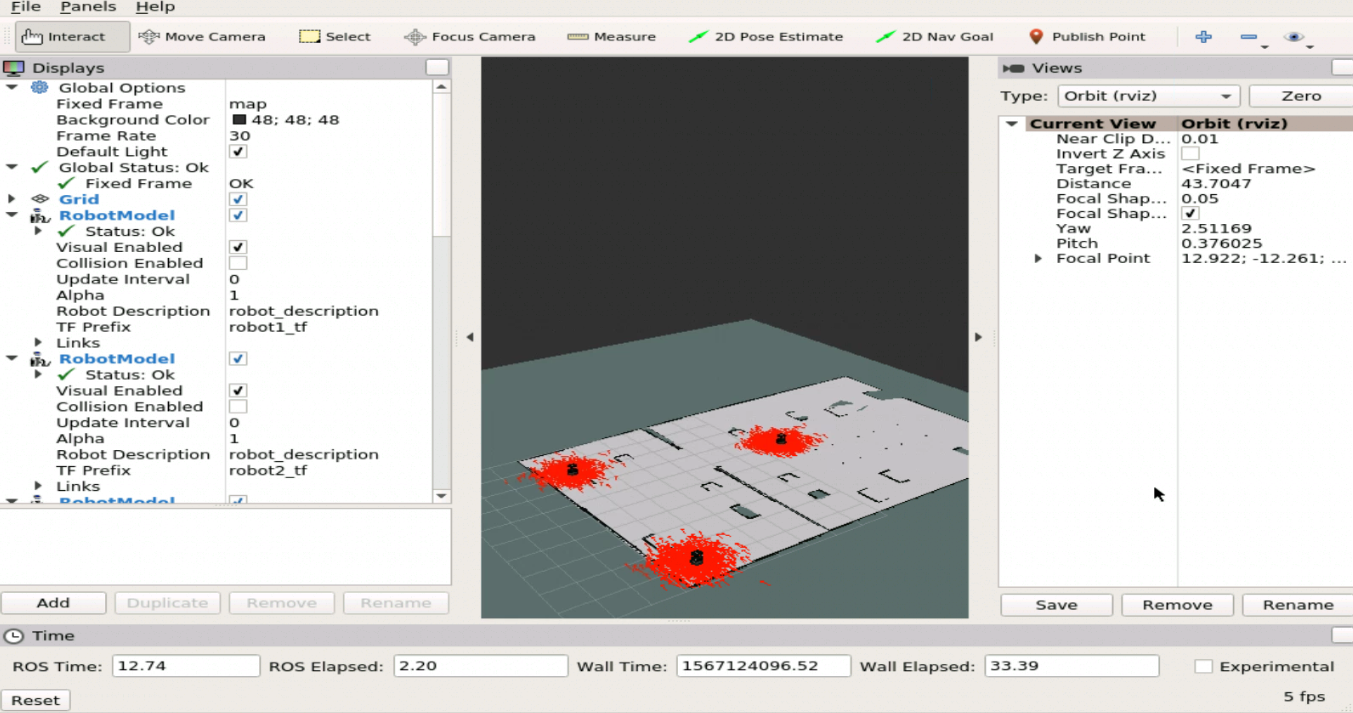 File Panels Help
Interact Move Camera Select Focus Camera Measure 2D Pose Estimate 2D Nav Goal Publish Point
Displays
Global Options
Fixed Frame map
Background Color 48; 48; 48
Frame Rate 30
Default Light
Global Status: Ok
Fixed Frame OK
Grid
RobotModel
Status: Ok
Visual Enabled
Collision Enabled
Update Interval 0
Alpha 1
Robot Description robot_description
TF Prefix robot1_tf
Links
RobotModel
Status: Ok
Visual Enabled
Collision Enabled
Update Interval 0
Alpha 1
Robot Description robot_description
TF Prefix robot2_tf
Links
RobotModel
Add Duplicate Remove Rename
Views
Type: Orbit (rviz) Zero
Current View Orbit (rviz)
Near Clip D... 0.01
Invert Z Axis
Target Fra... <Fixed Frame>
Distance 43.7047
Focal Shap... 0.05
Focal Shap...
Yaw 2.51169
Pitch 0.376025
Focal Point 12.922; -12.261; ...
Save Remove Rename
Time
ROS Time: 12.74 ROS Elapsed: 2.20 Wall Time: 1567124096.52 Wall Elapsed: 33.39 Experimental
Reset 5 fps